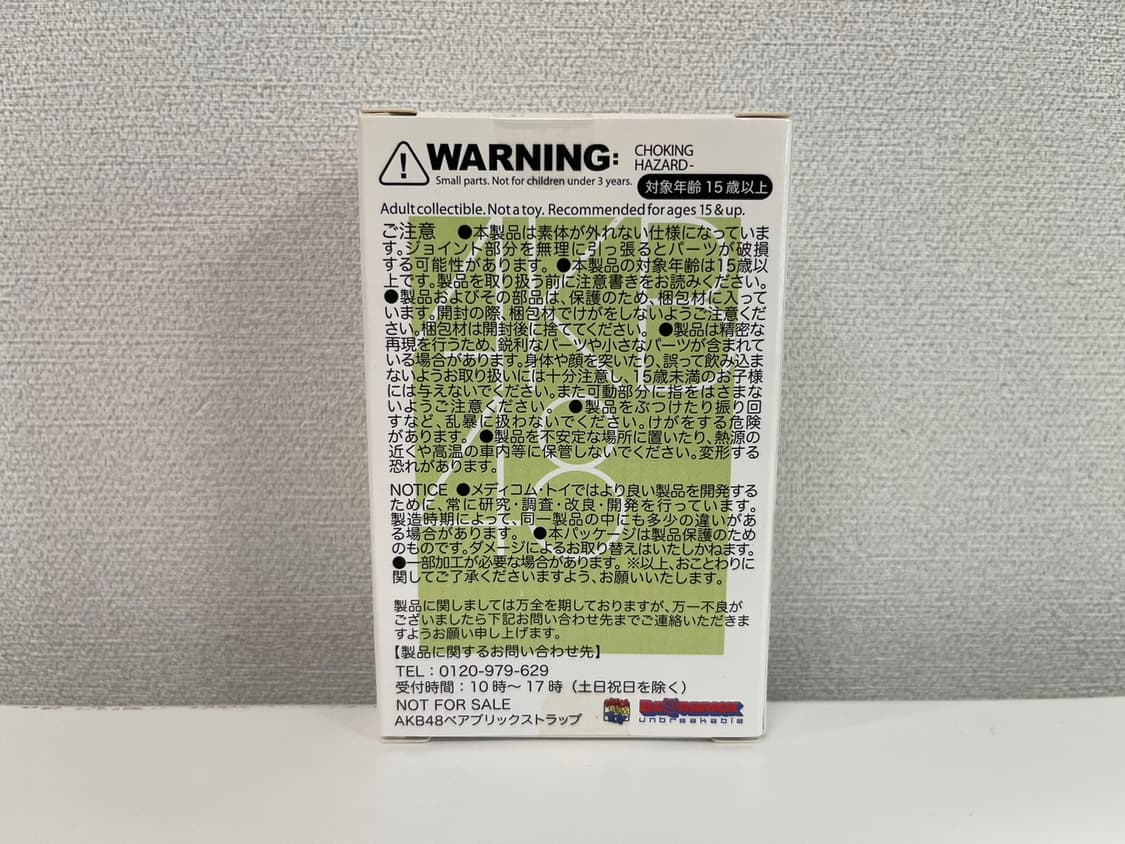 WARNING: CHOKING
HAZARD-
Small parts. Not for children under 3 years.
対象年齢15歳以上
Adult collectible. Not a toy. Recommended for ages 15 & up.
ご注意 ●本製品は素体が外れない仕様になっていま
す。ジョイント部分を無理に引っ張るとパーツが破損
する可能性があります。●本製品の対象年齢は15歳以
上です。製品を取り扱う前に注意書きをお読みください。
●製品およびその部品は、保護のため、梱包材に入って
います。開封の際、梱包材でけがをしないようご注意くだ
さい。梱包材は開封後に捨ててください。 ●製品は精密な
再現を行うため、鋭利なパーツや小さなパーツが含まれて
いる場合があります。身体や顔を突いたり、誤って飲み込ま
ないようお取り扱いには十分注意し、15歳未満のお子様
には与えないでください。また可動部分に指をはさまな
いようご注意ください。 ●製品をぶつけたり振り回
すなど、乱暴に扱わないでください。けがをする危険
があります。●製品を不安定な場所に置いたり、熱源の
近くや高温の車内等に保管しないでください。変形する
恐れがあります。
NOTICE ●メディコム・トイではより良い製品を開発する
ために、常に研究・調査・改良・開発を行っています。
製造時期によって、同一製品の中にも多少の違いがあ
る場合があります。 ●本パッケージは製品保護のため
のものです。ダメージによるお取り替えはいたしかねます。
●一部加工が必要な場合があります。※以上、おことわりに
関してご了承くださいますよう、お願いいたします。
製品に関しましては万全を期しておりますが、万一不良が
ございましたら下記お問い合わせ先までご連絡いただきま
すようお願い申し上げます。
【製品に関するお問い合わせ先】
TEL：0120-979-629
受付時間：10時〜17時（土日祝日を除く）
NOT FOR SALE
AKB48ベアブリックストラップ
BE@RBRICK
unbreakable
AKB
48